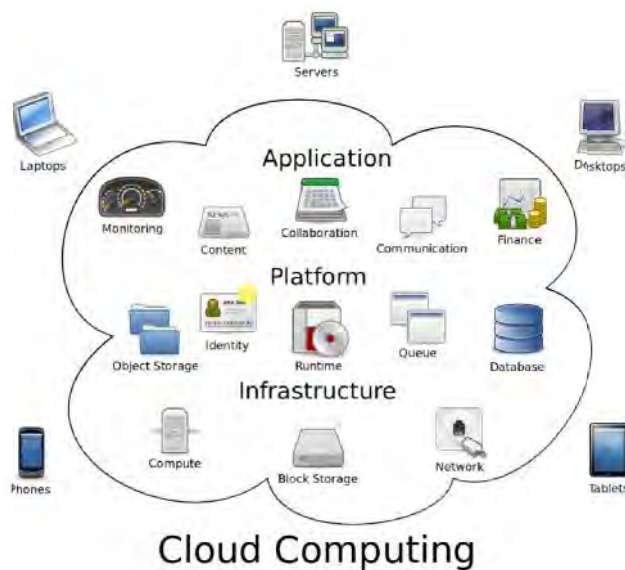 Servers
Laptops
Desktops
Application
Monitoring
Content
Collaboration
Communication
Finance
Platform
Object Storage
Identity
Runtime
Queue
Database
Infrastructure
Compute
Block Storage
Network
Phones
Tablets
Cloud Computing